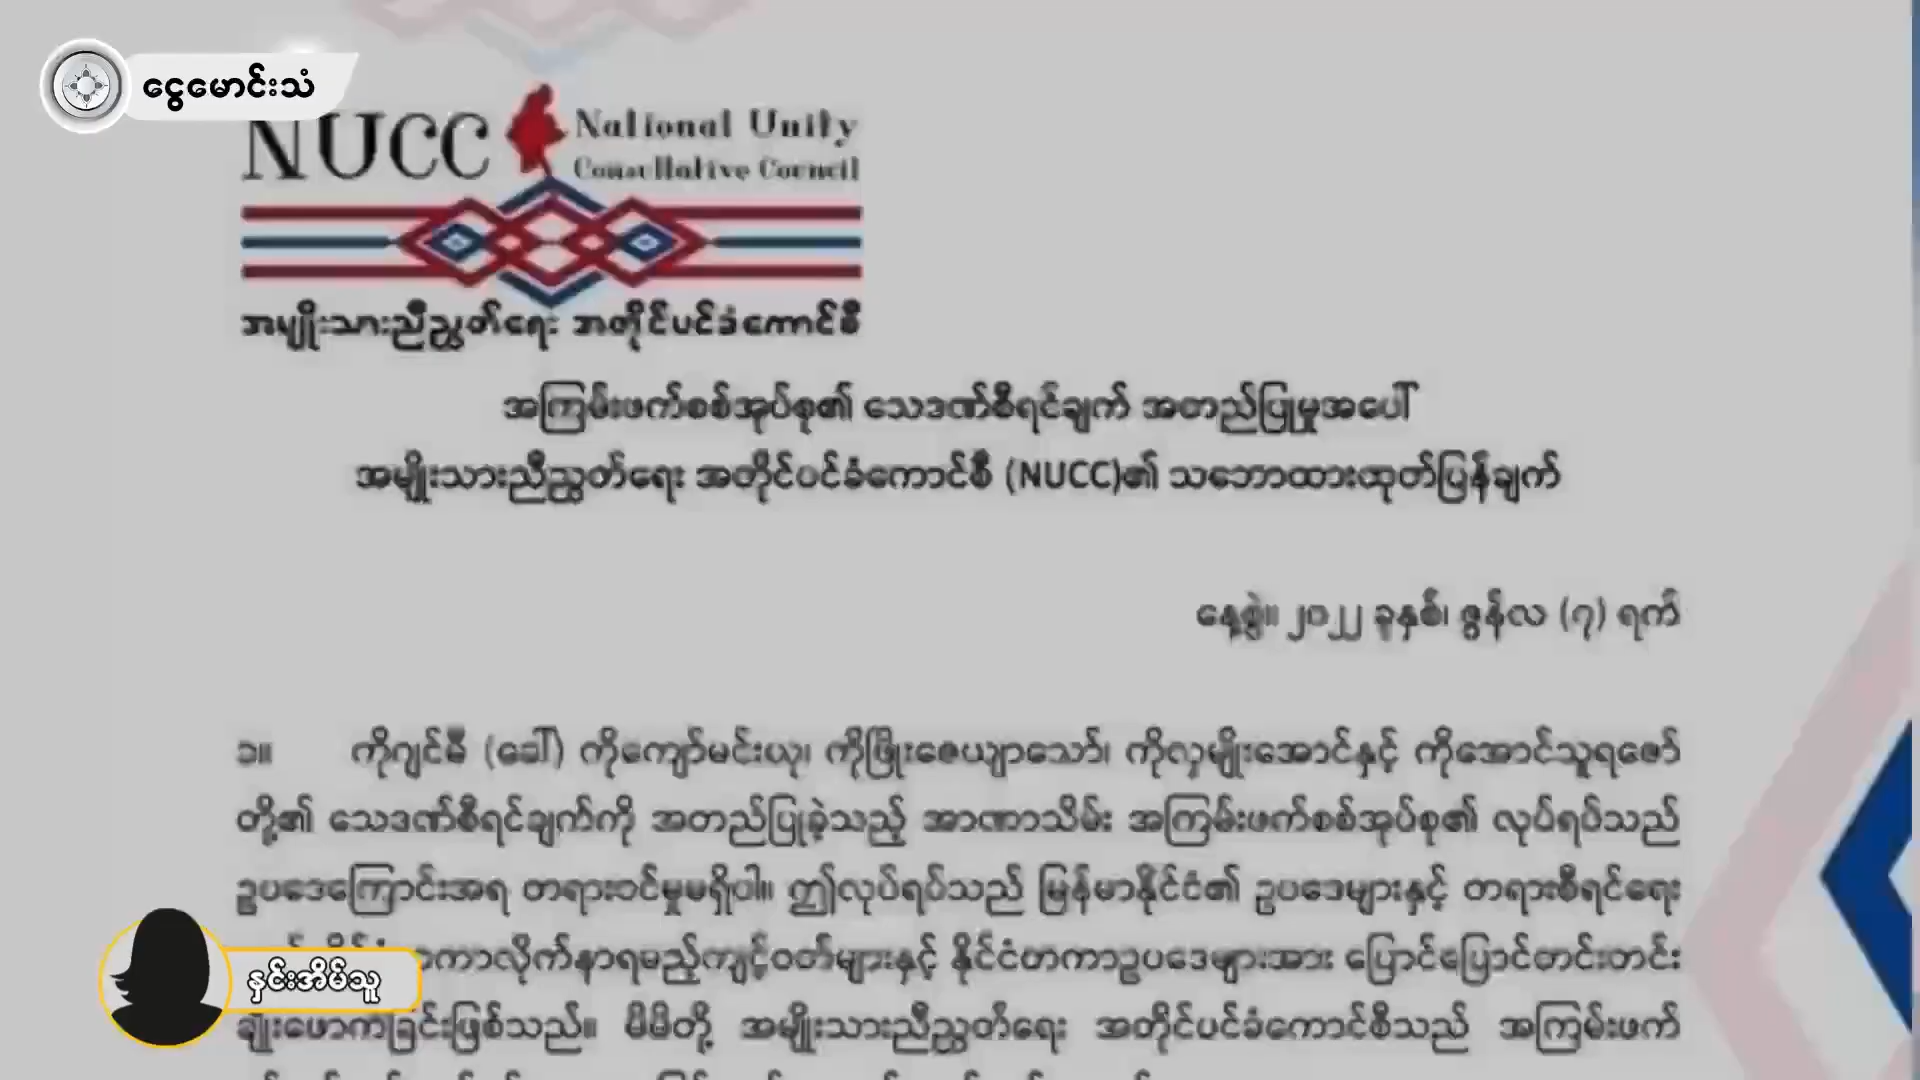 ငွေမောင်းသံ
NUCC National Unity
Consultative Council
အမျိုးသားညီညွတ်ရေး အတိုင်ပင်ခံကောင်စီ
အကြမ်းဖက်စစ်အုပ်စု၏ သေဒဏ်စီရင်ချက် အတည်ပြုမှုအပေါ်
အမျိုးသားညီညွတ်ရေး အတိုင်ပင်ခံကောင်စီ (NUCC)၏ သဘောထားထုတ်ပြန်ချက်
နေ့စွဲ။ ၂၀၂၂ ခုနှစ်၊ ဇွန်လ (၇) ရက်
၁။ ကိုဂျင်မီ (ခေါ်) ကိုကျော်မင်းယု၊ ကိုဖြိုးဇေယျာသော်၊ ကိုလှမျိုးအောင်နှင့် ကိုအောင်သူရဇော်
တို့၏ သေဒဏ်စီရင်ချက်ကို အတည်ပြုခဲ့သည့် အာဏာသိမ်း အကြမ်းဖက်စစ်အုပ်စု၏ လုပ်ရပ်သည်
ဥပဒေကြောင်းအရ တရားဝင်မှုမရှိပါ။ ဤလုပ်ရပ်သည် မြန်မာနိုင်ငံ၏ ဥပဒေများနှင့် တရားစီရင်ရေး
လိုက်နာရမည့်ကျင့်ဝတ်များနှင့် နိုင်ငံတကာဥပဒေများအား ပြောင်ပြောင်တင်းတင်း
ချိုးဖောက်ခြင်းဖြစ်သည်။ မိမိတို့ အမျိုးသားညီညွတ်ရေး အတိုင်ပင်ခံကောင်စီသည် အကြမ်းဖက်
နှင်းအိမ်သူ